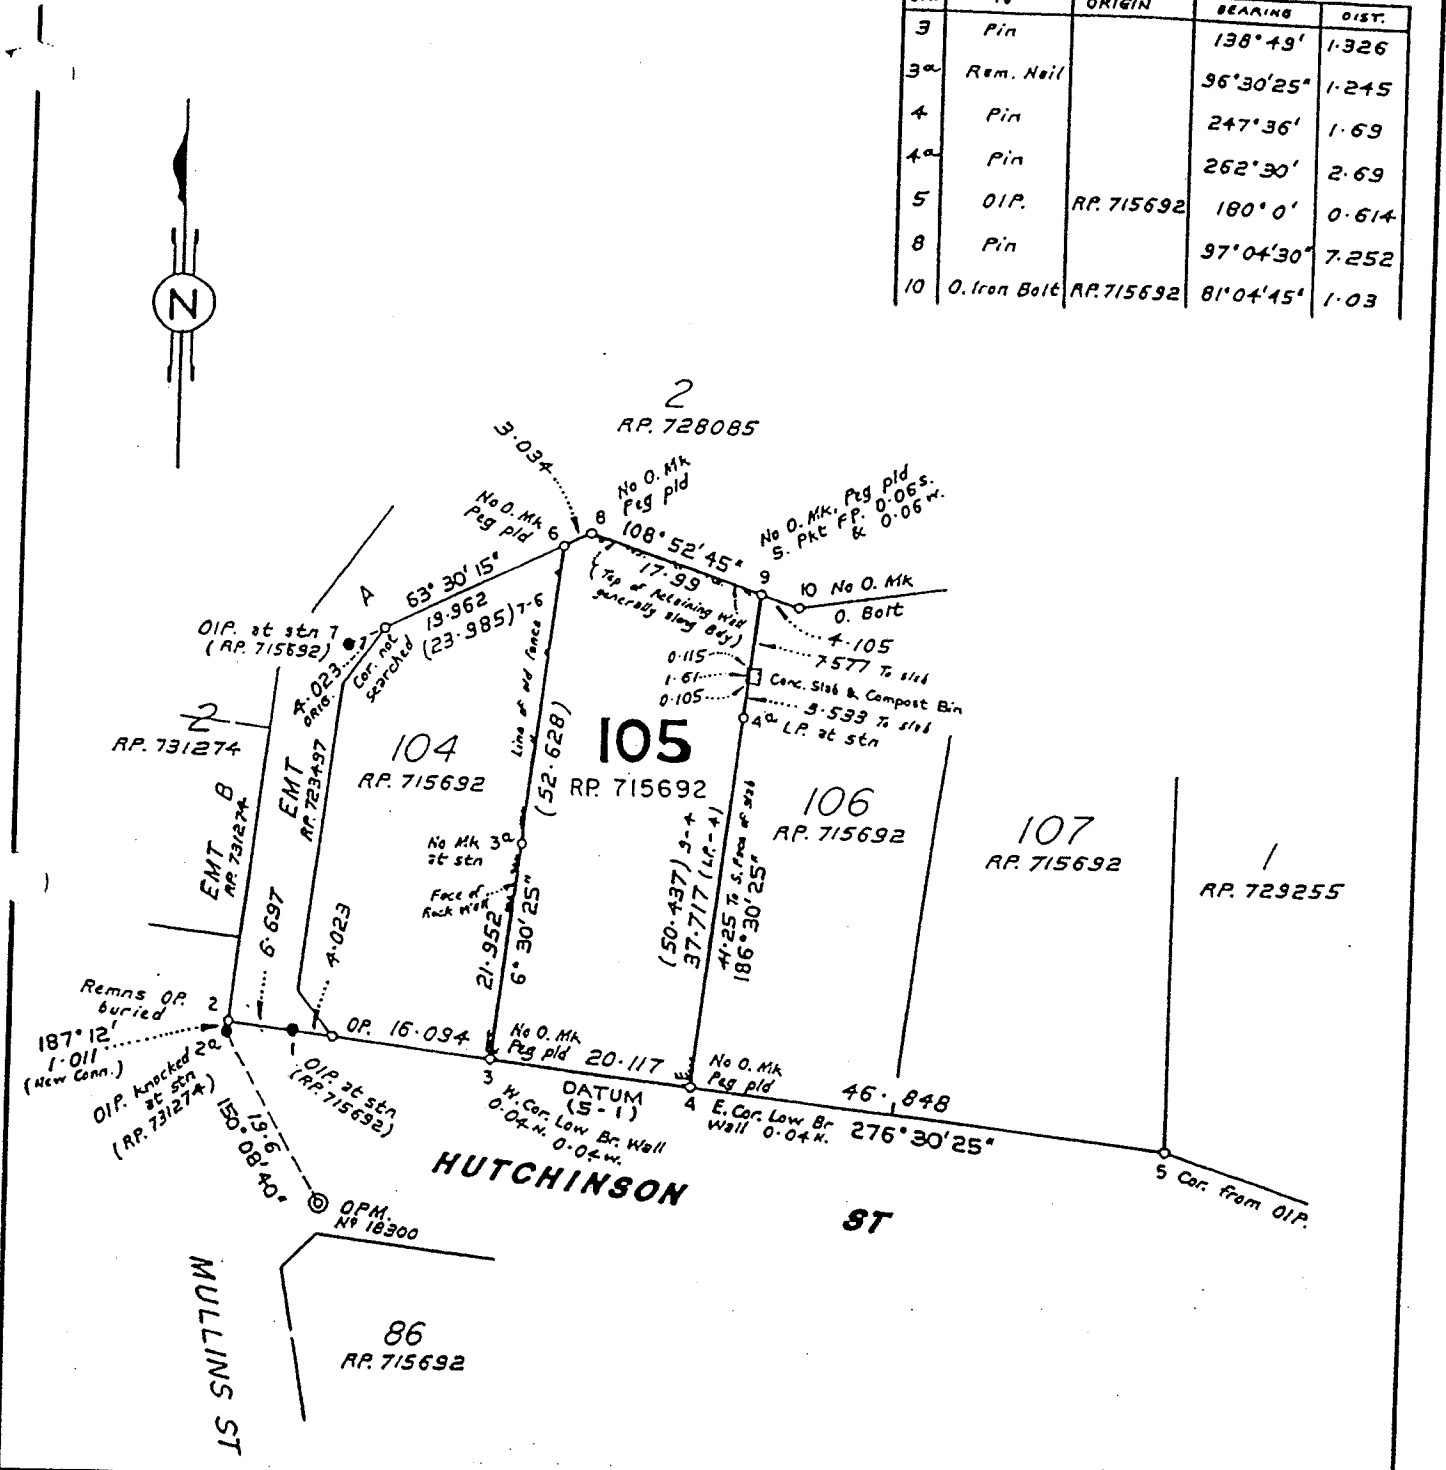 TO ORIGIN BEARING DIST.
3 Pin 138°49' 1·326
3a Rem. Nail 96°30'25" 1·245
4 Pin 247°36' 1·69
4a Pin 262°30' 2·69
5 OIP. RP. 715692 180°0' 0·614
8 Pin 97°04'30" 7·252
10 O. Iron Bolt RP. 715692 81°04'45" 1·03
N
2
RP. 728085
3·034
No O. Mk
Peg pld
No O. Mk
Peg pld
No O. Mk, Peg pld
S. Pkt FP. 0·06 S.
& 0·06 W.
6
8
108°52'45"
17·99
(Top of Retaining Wall
generally along Bdy)
9
10 No O. Mk
O. Bolt
4·105
7·577 To slab
0·115
1·61
0·105
Conc. Slab & Compost Bin
3·533 To slab
4a LP. at stn
A
63°30'15"
19·962
(23·985) 7-6
OIP. at stn 7
(RP. 715692)
4·023
ORIG.
Cor. not
searched
Line of old fence
(52·628)
2
RP. 731274
EMT B
RP. 731274
EMT
RP. 723497
104
RP. 715692
105
RP. 715692
106
RP. 715692
107
RP. 715692
1
RP. 729255
No Mk 3a
at stn
Face of
Rock Wall
21·952
6°30'25"
(50·437) 9-4
37·717 (LP-4)
41·25 To S. Face of slab
186°30'25"
6·697
4·023
Remns OP.
buried
2
187°12'
1·011
(New Conn.)
2a
OIP. knocked
at stn
(RP. 731274)
19·6
150°08'40"
OIP. at stn
(RP. 715692)
OP. 16·094
No O. Mk
Peg pld
3
20·117
DATUM
(5-1)
W. Cor. Low Br. Wall
0·04 N. 0·04 W.
No O. Mk
Peg pld
4
E. Cor. Low Br
Wall 0·04 N.
46·848
276°30'25"
5 Cor. from OIP.
HUTCHINSON ST
OPM.
Nº 18300
MULLINS ST
86
RP. 715692